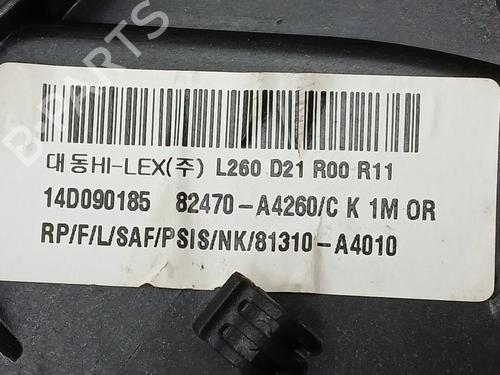 B-PARTS
대동HI-LEX(주) L260 D21 R00 R11
14D090185 82470-A4260/C K 1M OR
RP/F/L/SAF/PSIS/NK/81310-A4010